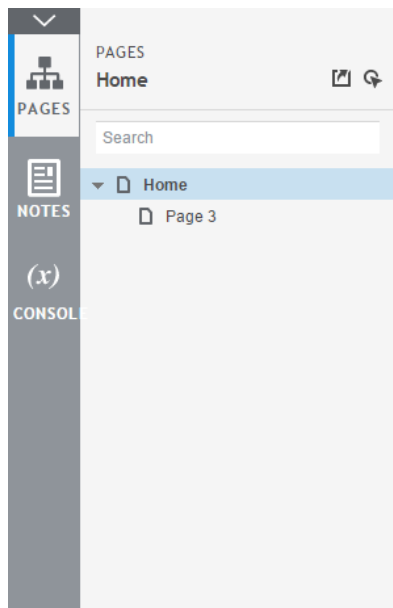 PAGES
NOTES
(x)
CONSOLE
PAGES
Home
Search
Home
Page 3